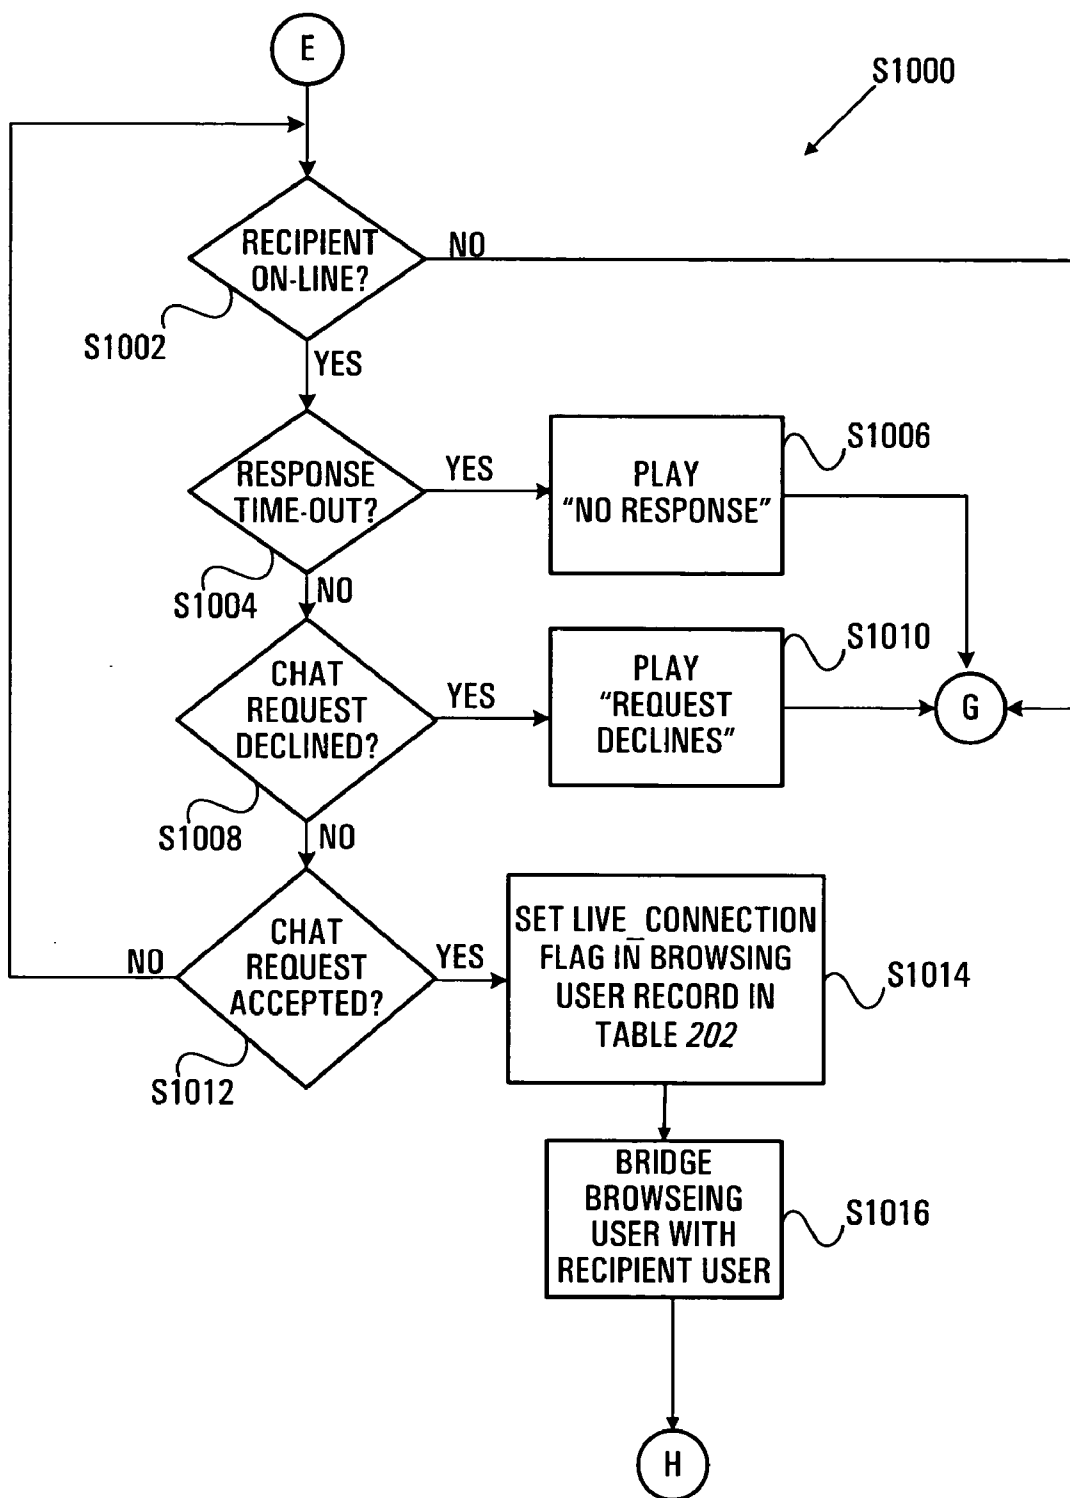 E
S1000
RECIPIENT
ON-LINE?
NO
S1002
YES
RESPONSE
TIME-OUT?
YES
PLAY
"NO RESPONSE"
S1006
S1004
NO
CHAT
REQUEST
DECLINED?
YES
PLAY
"REQUEST
DECLINES"
S1010
G
S1008
NO
CHAT
REQUEST
ACCEPTED?
NO
YES
SET LIVE_CONNECTION
FLAG IN BROWSING
USER RECORD IN
TABLE 202
S1014
S1012
BRIDGE
BROWSEING
USER WITH
RECIPIENT USER
S1016
H